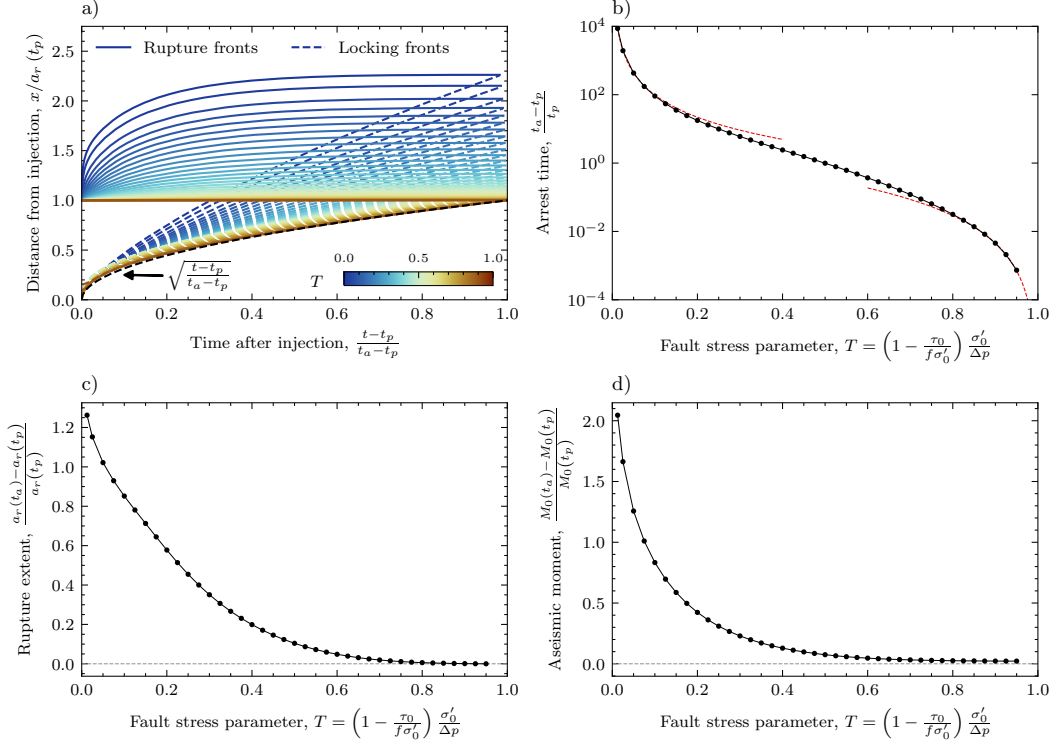 a)
Rupture fronts
Locking fronts
Distance from injection, x/a_r (t_p)
2.5
2.0
1.5
1.0
0.5
0.0
√((t−t_p)/(t_a−t_p))
T
0.0 1.0
0.0 0.2 0.4 0.6 0.8 1.0
Time after injection, (t−t_p)/(t_a−t_p)
b)
Arrest time, (t_a−t_p)/t_p
10^4
10^2
10^0
10^−2
10^−4
0.0 0.2 0.4 0.6 0.8 1.0
Fault stress parameter, T = (1 − τ_0/(fσ′_0)) σ′_0/Δp
c)
Rupture extent, (a_r(t_a)−a_r(t_p))/a_r(t_p)
1.2
1.0
0.8
0.6
0.4
0.2
0.0
0.0 0.2 0.4 0.6 0.8 1.0
Fault stress parameter, T = (1 − τ_0/(fσ′_0)) σ′_0/Δp
d)
Aseismic moment, (M_0(t_a)−M_0(t_p))/M_0(t_p)
2.0
1.5
1.0
0.5
0.0
0.0 0.2 0.4 0.6 0.8 1.0
Fault stress parameter, T = (1 − τ_0/(fσ′_0)) σ′_0/Δp